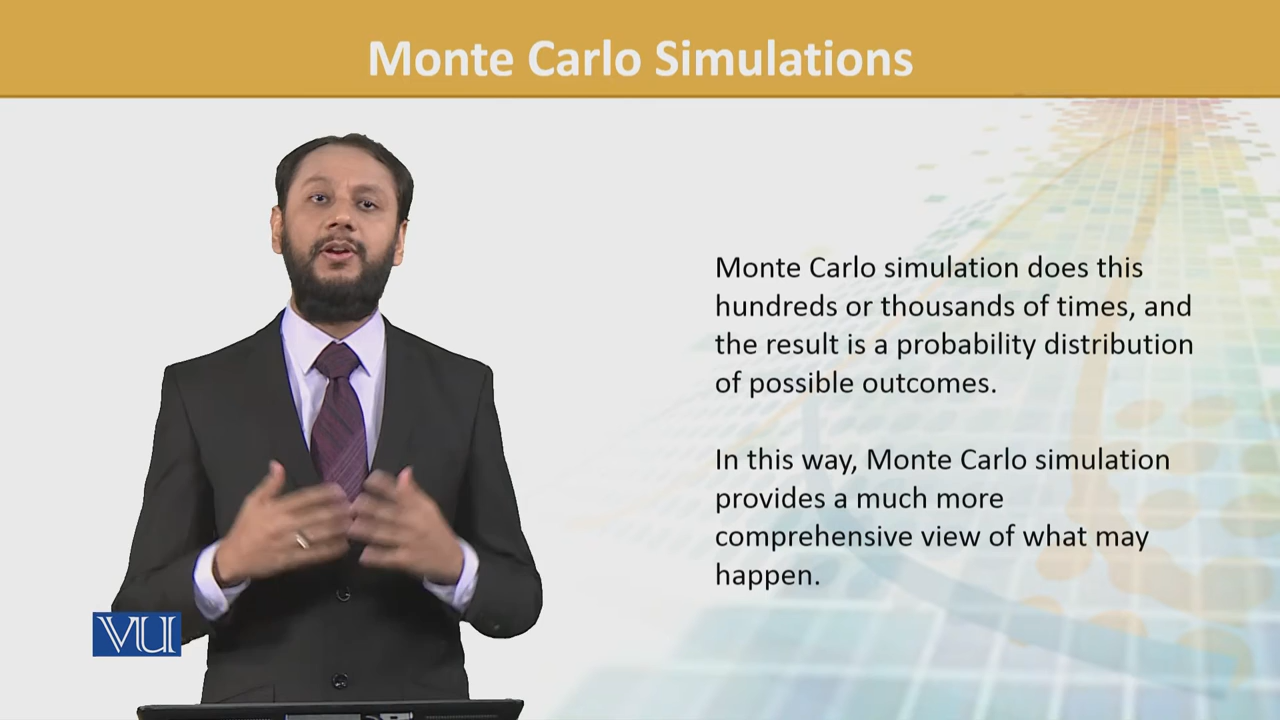 Monte Carlo Simulations
Monte Carlo simulation does this
hundreds or thousands of times, and
the result is a probability distribution
of possible outcomes.
In this way, Monte Carlo simulation
provides a much more
comprehensive view of what may
happen.
VU